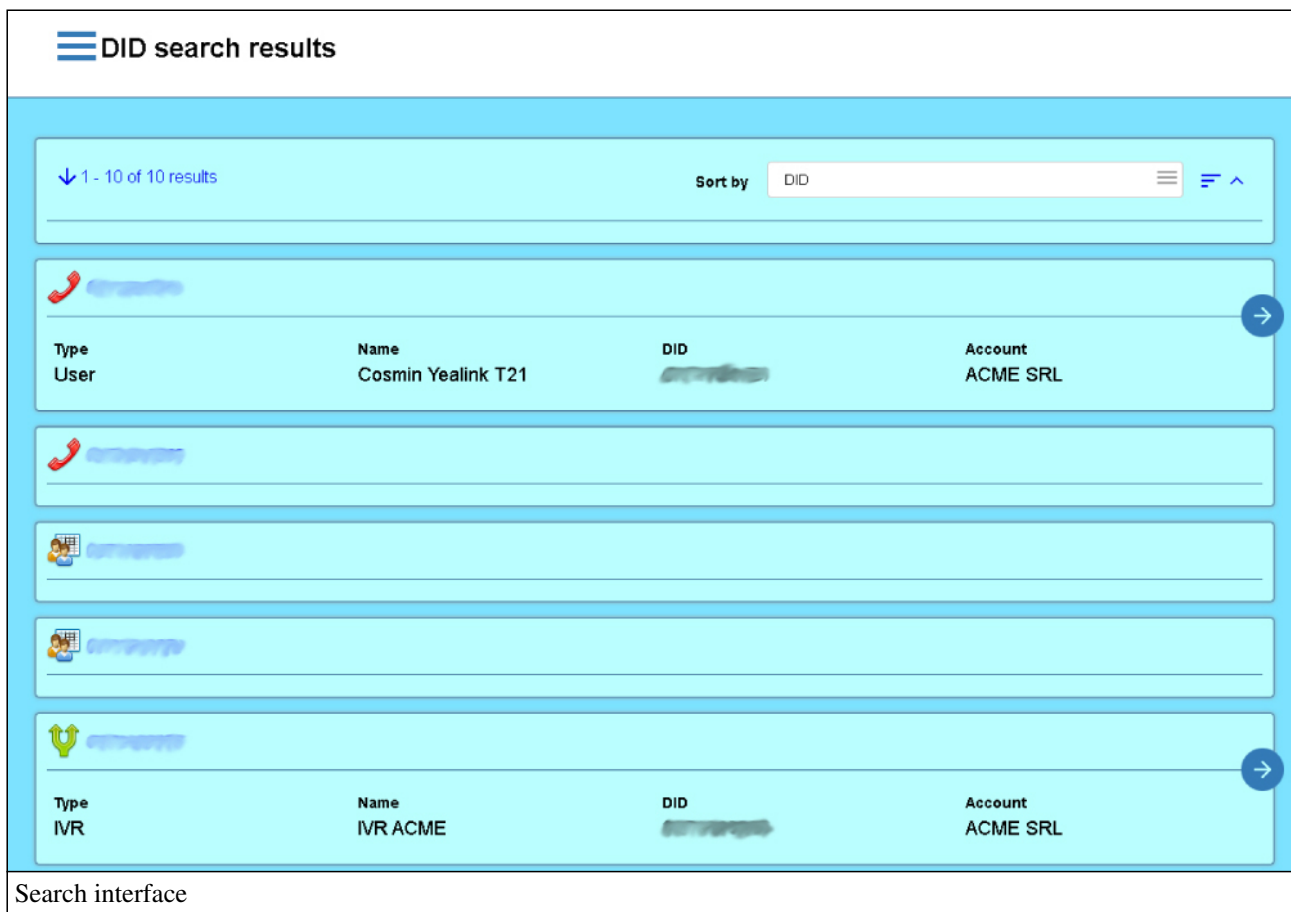 DID search results
1 - 10 of 10 results
Sort by DID
Type Name DID Account
User Cosmin Yealink T21 ACME SRL
Type Name DID Account
IVR IVR ACME ACME SRL
Search interface